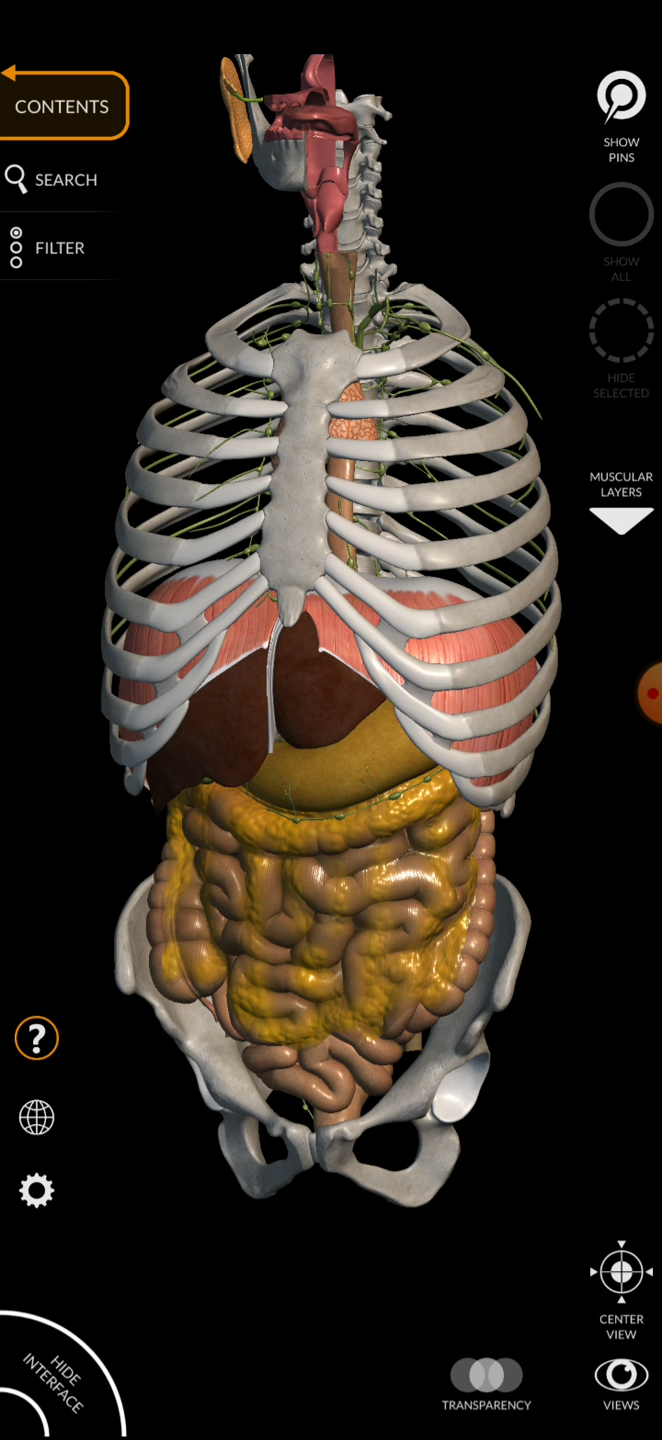 CONTENTS
SEARCH
FILTER
SHOW
PINS
SHOW
ALL
HIDE
SELECTED
MUSCULAR
LAYERS
?
CENTER
VIEW
HIDE
INTERFACE
TRANSPARENCY
VIEWS